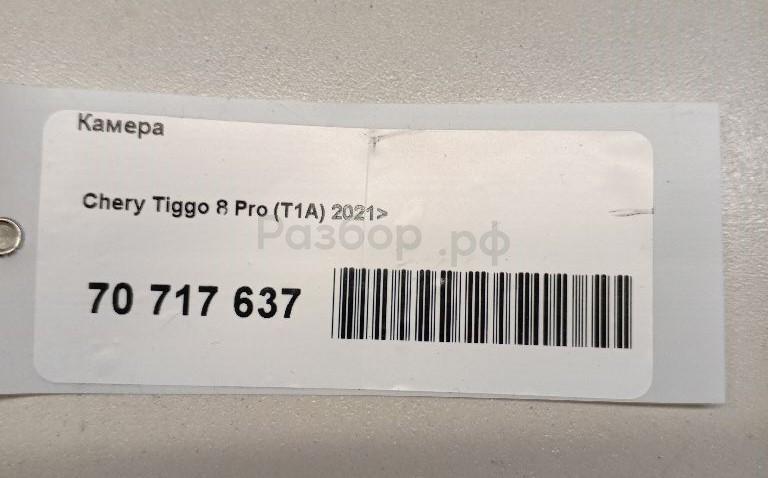 Камера
Chery Tiggo 8 Pro (T1A) 2021>
Разбор.рф
70 717 637